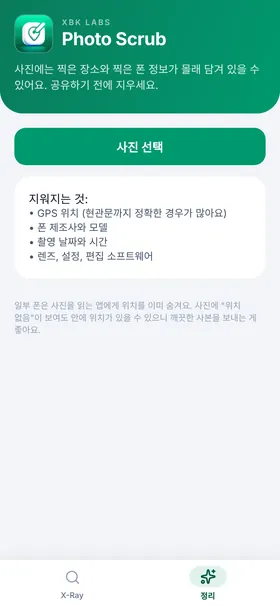 XBK LABS
Photo Scrub
사진에는 찍은 장소와 찍은 폰 정보가 몰래 담겨 있을 수
있어요. 공유하기 전에 지우세요.
사진 선택
지워지는 것:
• GPS 위치 (현관문까지 정확한 경우가 많아요)
• 폰 제조사와 모델
• 촬영 날짜와 시간
• 렌즈, 설정, 편집 소프트웨어
일부 폰은 사진을 읽는 앱에게 위치를 이미 숨겨요. 사진에 "위치
없음"이 보여도 안에 위치가 있을 수 있으니 깨끗한 사본을 보내는 게
좋아요.
X-Ray
정리